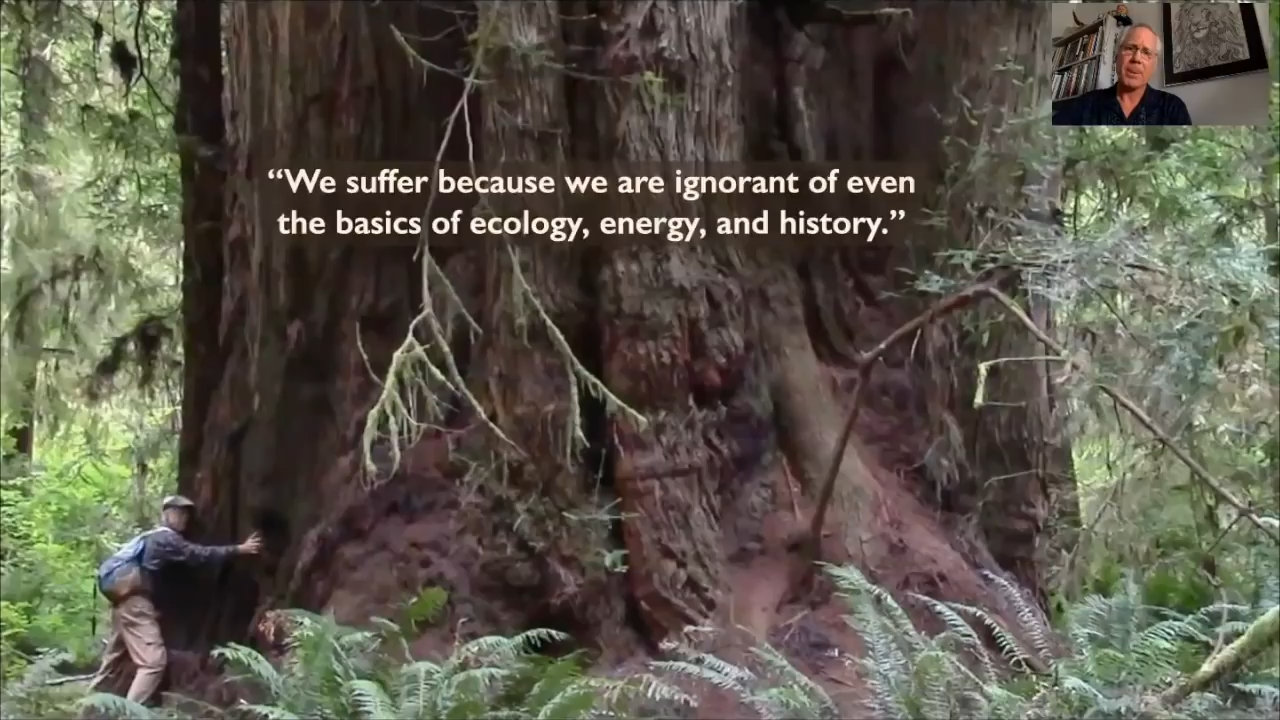 “We suffer because we are ignorant of even
the basics of ecology, energy, and history.”